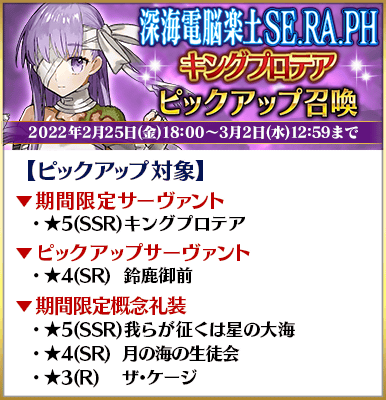 深海電脳楽土SE.RA.PH
キングプロテア
ピックアップ召喚
2022年2月25日(金)18:00～3月2日(水)12:59まで
【ピックアップ対象】
▼期間限定サーヴァント
・★5(SSR)キングプロテア
▼ピックアップサーヴァント
・★4(SR) 鈴鹿御前
▼期間限定概念礼装
・★5(SSR)我らが征くは星の大海
・★4(SR) 月の海の生徒会
・★3(R) ザ・ケージ